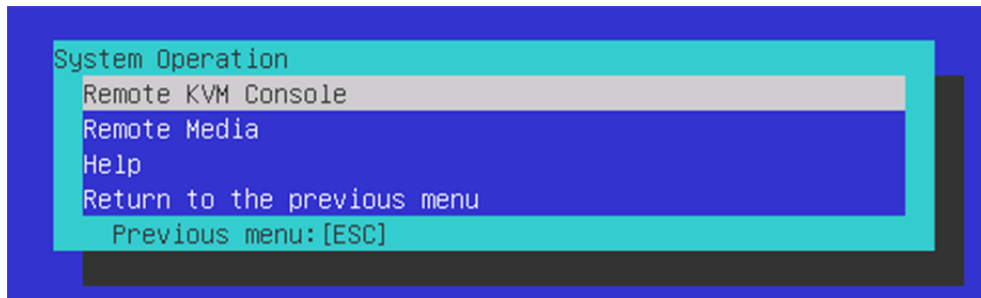 System Operation
Remote KVM Console
Remote Media
Help
Return to the previous menu
Previous menu:[ESC]